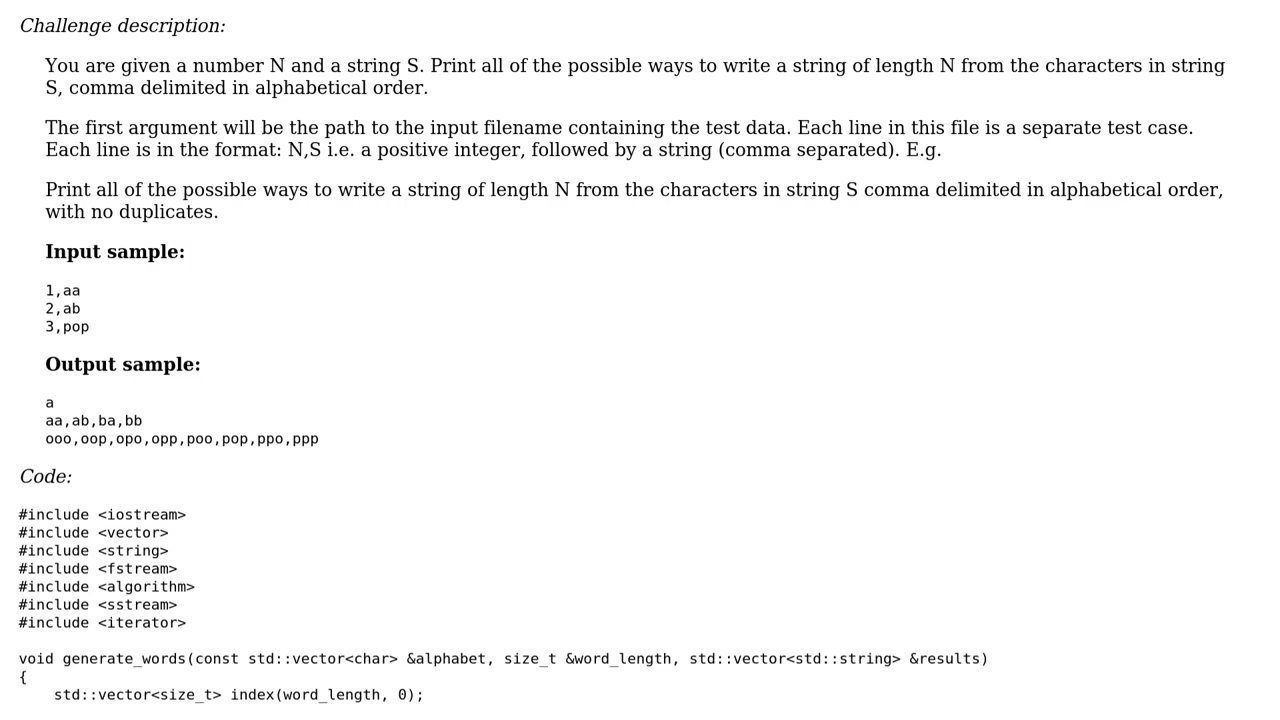 Challenge description:
You are given a number N and a string S. Print all of the possible ways to write a string of length N from the characters in string
S, comma delimited in alphabetical order.
The first argument will be the path to the input filename containing the test data. Each line in this file is a separate test case.
Each line is in the format: N,S i.e. a positive integer, followed by a string (comma separated). E.g.
Print all of the possible ways to write a string of length N from the characters in string S comma delimited in alphabetical order,
with no duplicates.
Input sample:
1,aa
2,ab
3,pop
Output sample:
a
aa,ab,ba,bb
ooo,oop,opo,opp,poo,pop,ppo,ppp
Code:
#include <iostream>
#include <vector>
#include <string>
#include <fstream>
#include <algorithm>
#include <sstream>
#include <iterator>
void generate_words(const std::vector<char> &alphabet, size_t &word_length, std::vector<std::string> &results)
{
    std::vector<size_t> index(word_length, 0);